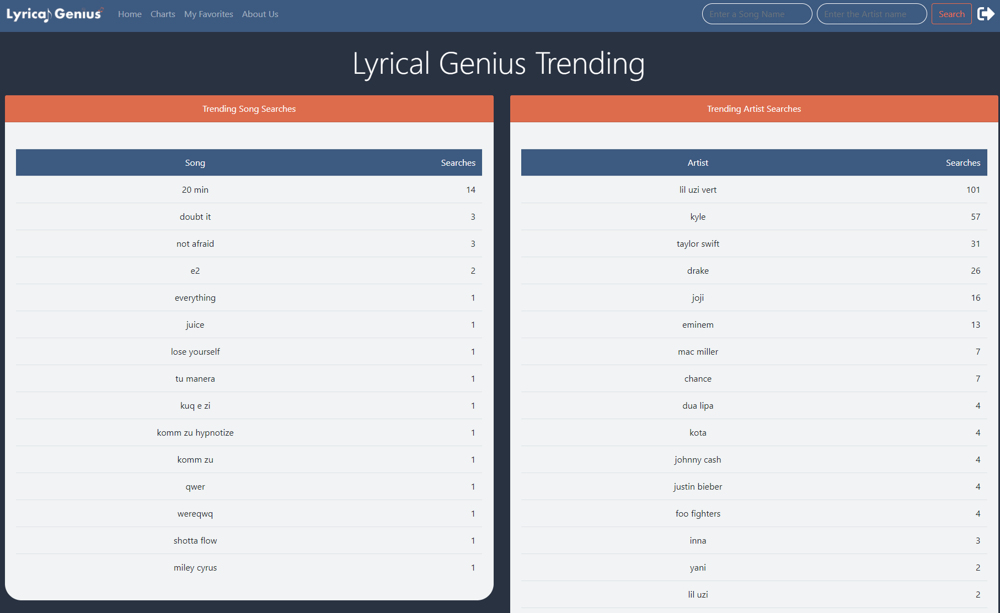 Lyrical Genius Home Charts My Favorites About Us Enter a Song Name Enter the Artist name Search
Lyrical Genius Trending
Trending Song Searches
Song Searches
20 min 14
doubt it 3
not afraid 3
e2 2
everything 1
juice 1
lose yourself 1
tu manera 1
kuq e zi 1
komm zu hypnotize 1
komm zu 1
qwer 1
wereqwq 1
shotta flow 1
miley cyrus 1
Trending Artist Searches
Artist Searches
lil uzi vert 101
kyle 57
taylor swift 31
drake 26
joji 16
eminem 13
mac miller 7
chance 7
dua lipa 4
kota 4
johnny cash 4
justin bieber 4
foo fighters 4
inna 3
yani 2
lil uzi 2